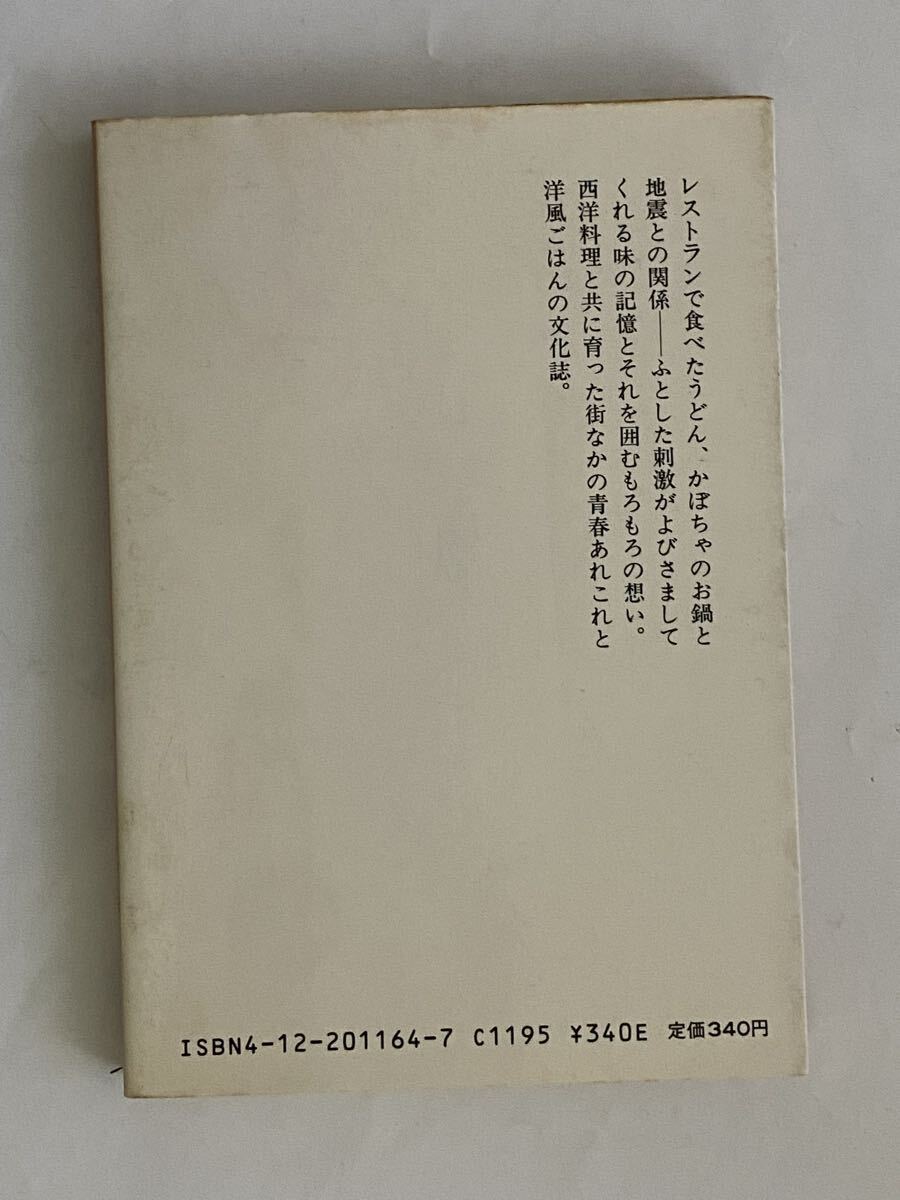 レストランで食べたうどん、かぼちゃのお鍋と
地震との関係――ふとした刺激がよびさまして
くれる味の記憶とそれを囲むもろもろの想い。
西洋料理と共に育った街なかの青春あれこれと
洋風ごはんの文化誌。
ISBN4-12-201164-7 C1195 ¥340E 定価340円